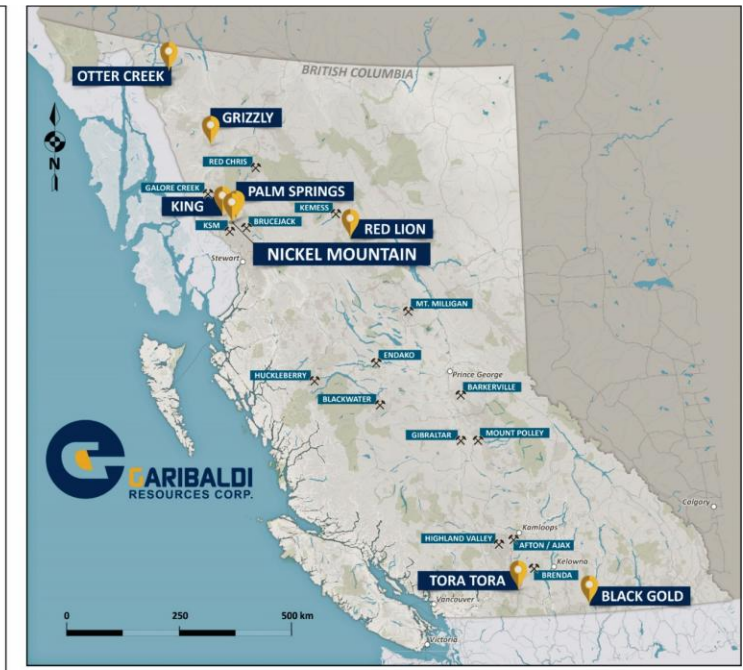 BRITISH COLUMBIA
OTTER CREEK
GRIZZLY
N
RED CHRIS
GALORE CREEK
PALM SPRINGS
KING
KEMESS
BRUCEJACK
RED LION
KSM
NICKEL MOUNTAIN
Stewart
MT. MILLIGAN
ENDAKO
Prince George
HUCKLEBERRY
BARKERVILLE
BLACKWATER
GIBRALTAR
MOUNT POLLEY
GARIBALDI
RESOURCES CORP.
Calgary
Kamloops
HIGHLAND VALLEY
AFTON / AJAX
Kelowna
TORA TORA
BRENDA
BLACK GOLD
Vancouver
0 250 500 km
Victoria